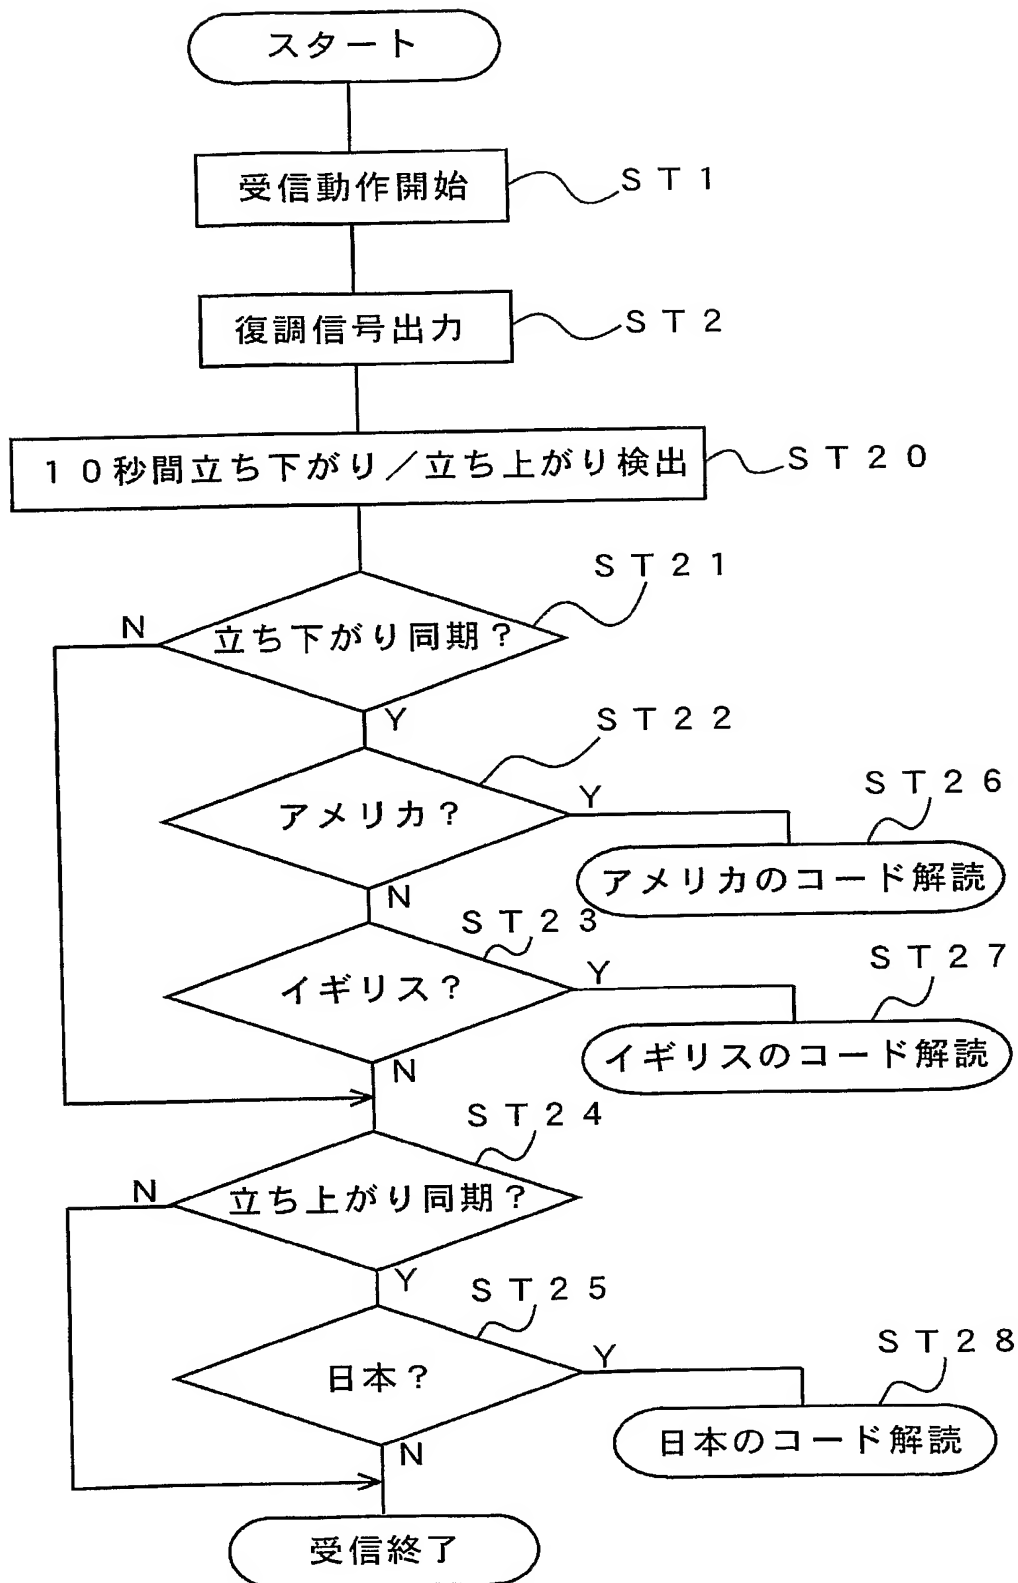 スタート
受信動作開始
ＳＴ１
復調信号出力
ＳＴ２
１０秒間立ち下がり／立ち上がり検出
ＳＴ２０
ＳＴ２１
N
立ち下がり同期？
Y
ＳＴ２２
アメリカ？
Y
ＳＴ２６
アメリカのコード解読
N
ＳＴ２３
イギリス？
Y
ＳＴ２７
イギリスのコード解読
N
ＳＴ２４
N
立ち上がり同期？
Y
ＳＴ２５
日本？
Y
ＳＴ２８
日本のコード解読
N
受信終了